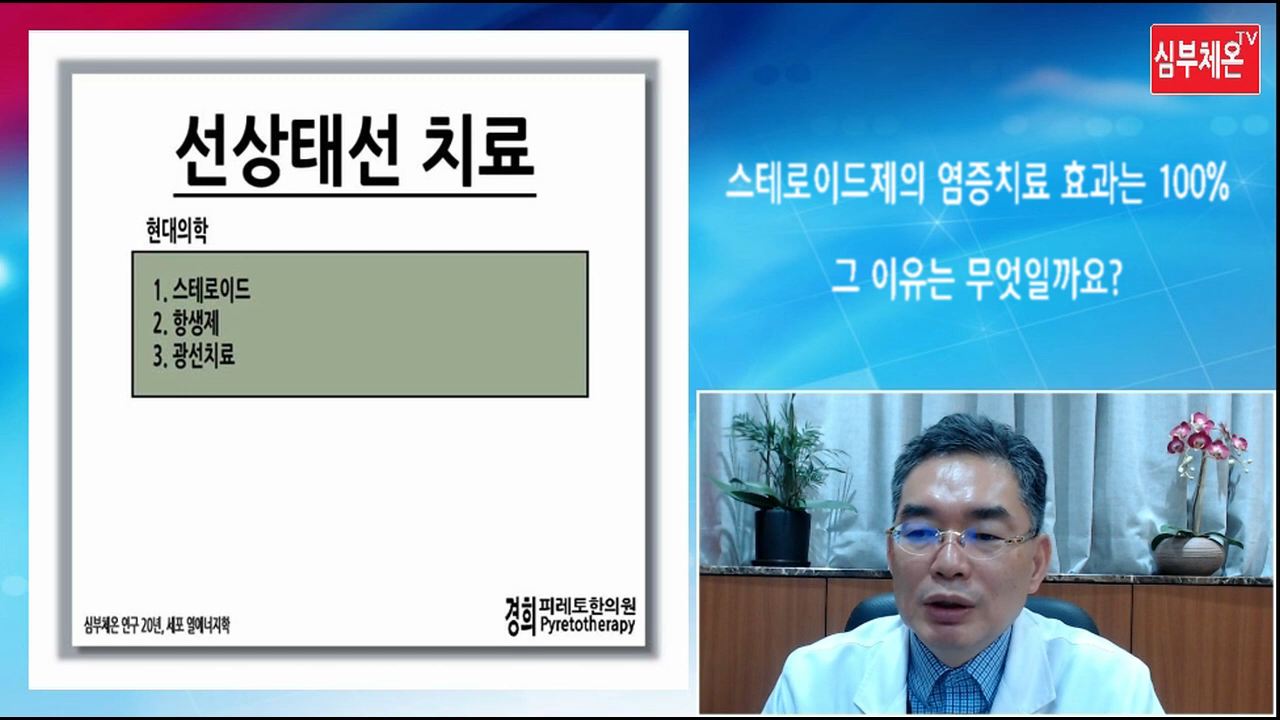 선상태선 치료
현대의학
1. 스테로이드
2. 항생제
3. 광선치료
심부체온 연구 20년, 세포 열에너지학
경희 피레토한의원
Pyretotherapy
심부체온 TV
스테로이드제의 염증치료 효과는 100%
그 이유는 무엇일까요?